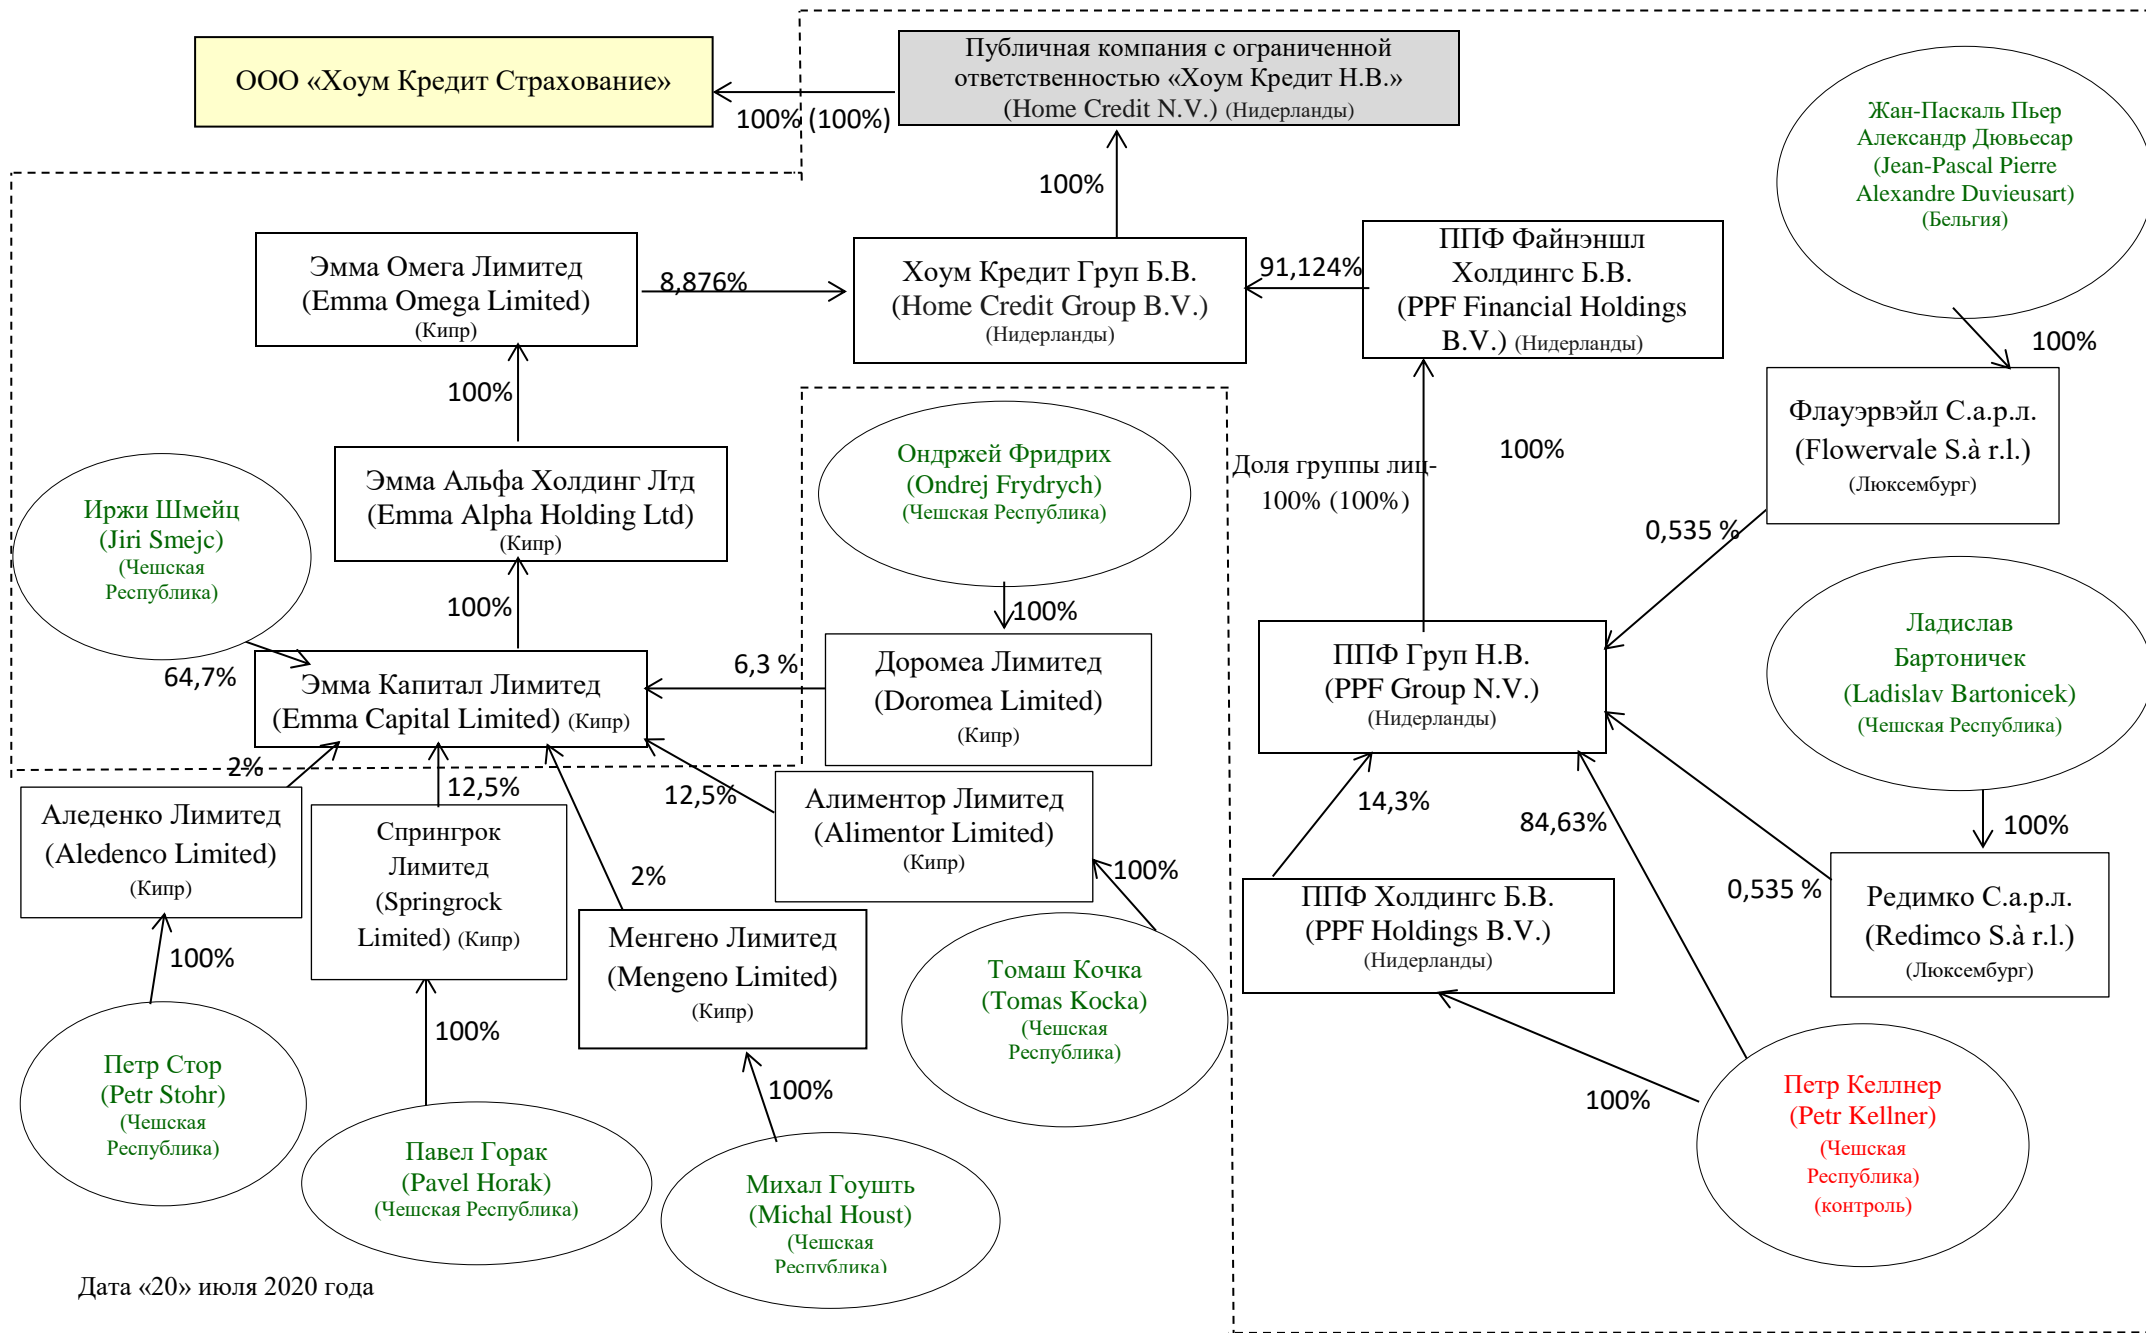 ООО «Хоум Кредит Страхование»
Публичная компания с ограниченной
ответственностью «Хоум Кредит Н.В.»
(Home Credit N.V.) (Нидерланды)
100% (100%)
Жан-Паскаль Пьер
Александр Дювьесар
(Jean-Pascal Pierre
Alexandre Duvieusart)
(Бельгия)
100%
Эмма Омега Лимитед
(Emma Omega Limited)
(Кипр)
8,876%
Хоум Кредит Груп Б.В.
(Home Credit Group B.V.)
(Нидерланды)
91,124%
ППФ Файнэншл
Холдингс Б.В.
(PPF Financial Holdings
B.V.) (Нидерланды)
100%
100%
Флауэрвэйл С.а.р.л.
(Flowervale S.à r.l.)
(Люксембург)
Ондржей Фридрих
(Ondrej Frydrych)
(Чешская Республика)
Доля группы лиц-
100% (100%)
100%
Эмма Альфа Холдинг Лтд
(Emma Alpha Holding Ltd)
(Кипр)
Иржи Шмейц
(Jiri Smejc)
(Чешская
Республика)
0,535 %
100%
100%
64,7%
Эмма Капитал Лимитед
(Emma Capital Limited) (Кипр)
6,3 %
Доромеа Лимитед
(Doromea Limited)
(Кипр)
ППФ Груп Н.В.
(PPF Group N.V.)
(Нидерланды)
Ладислав
Бартоничек
(Ladislav Bartonicek)
(Чешская Республика)
2%
12,5%
12,5%
14,3%
84,63%
100%
Аледенко Лимитед
(Aledenco Limited)
(Кипр)
Спрингрок
Лимитед
(Springrock
Limited) (Кипр)
2%
Алиментор Лимитед
(Alimentor Limited)
(Кипр)
100%
ППФ Холдингс Б.В.
(PPF Holdings B.V.)
(Нидерланды)
0,535 %
Редимко С.а.р.л.
(Redimco S.à r.l.)
(Люксембург)
100%
Менгено Лимитед
(Mengeno Limited)
(Кипр)
Томаш Кочка
(Tomas Kocka)
(Чешская
Республика)
100%
Петр Стор
(Petr Stohr)
(Чешская
Республика)
100%
100%
Петр Келлнер
(Petr Kellner)
(Чешская
Республика)
(контроль)
Павел Горак
(Pavel Horak)
(Чешская Республика)
Михал Гоушть
(Michal Houst)
(Чешская
Республика)
Дата «20» июля 2020 года